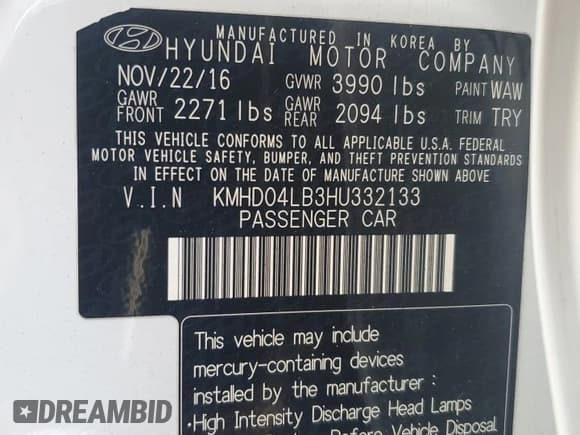 MANUFACTURED IN KOREA BY
HYUNDAI MOTOR COMPANY
NOV/22/16 GVWR 3990 lbs PAINT WAW
GAWR FRONT 2271 lbs GAWR REAR 2094 lbs TRIM TRY
THIS VEHICLE CONFORMS TO ALL APPLICABLE U.S.A. FEDERAL
MOTOR VEHICLE SAFETY, BUMPER, AND THEFT PREVENTION STANDARDS
IN EFFECT ON THE DATE OF MANUFACTURE SHOWN ABOVE.
V.I.N KMHD04LB3HU332133
PASSENGER CAR
This vehicle may include
mercury-containing devices
installed by the manufacturer :
•High Intensity Discharge Head Lamps
Before Vehicle Disposal
DREAMBID